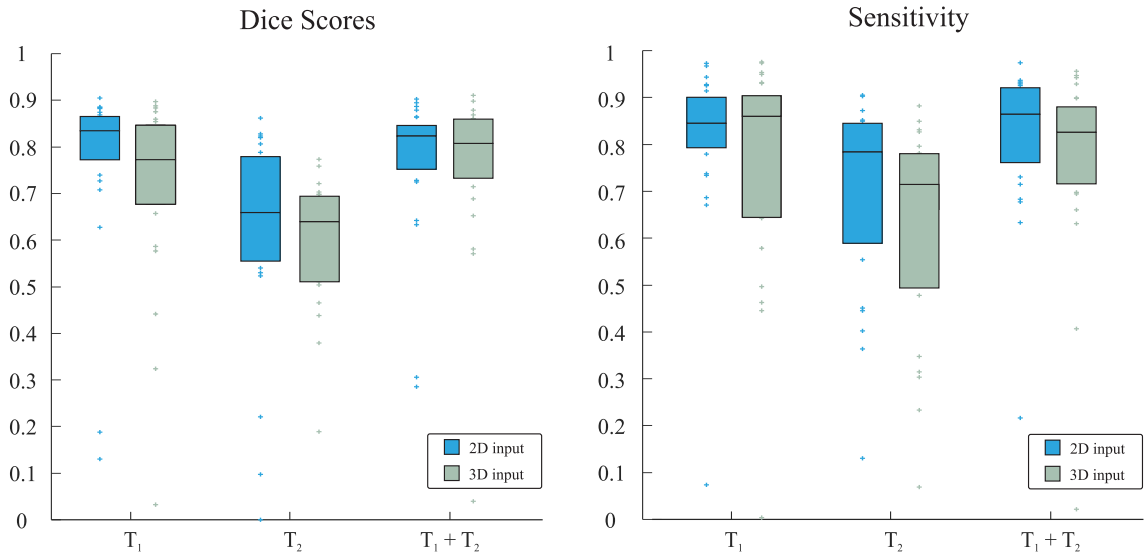 Dice Scores
1
0.9
0.8
0.7
0.6
0.5
0.4
0.3
0.2
0.1
0
T₁
T₂
T₁ + T₂
2D input
3D input
Sensitivity
1
0.9
0.8
0.7
0.6
0.5
0.4
0.3
0.2
0.1
0
T₁
T₂
T₁ + T₂
2D input
3D input